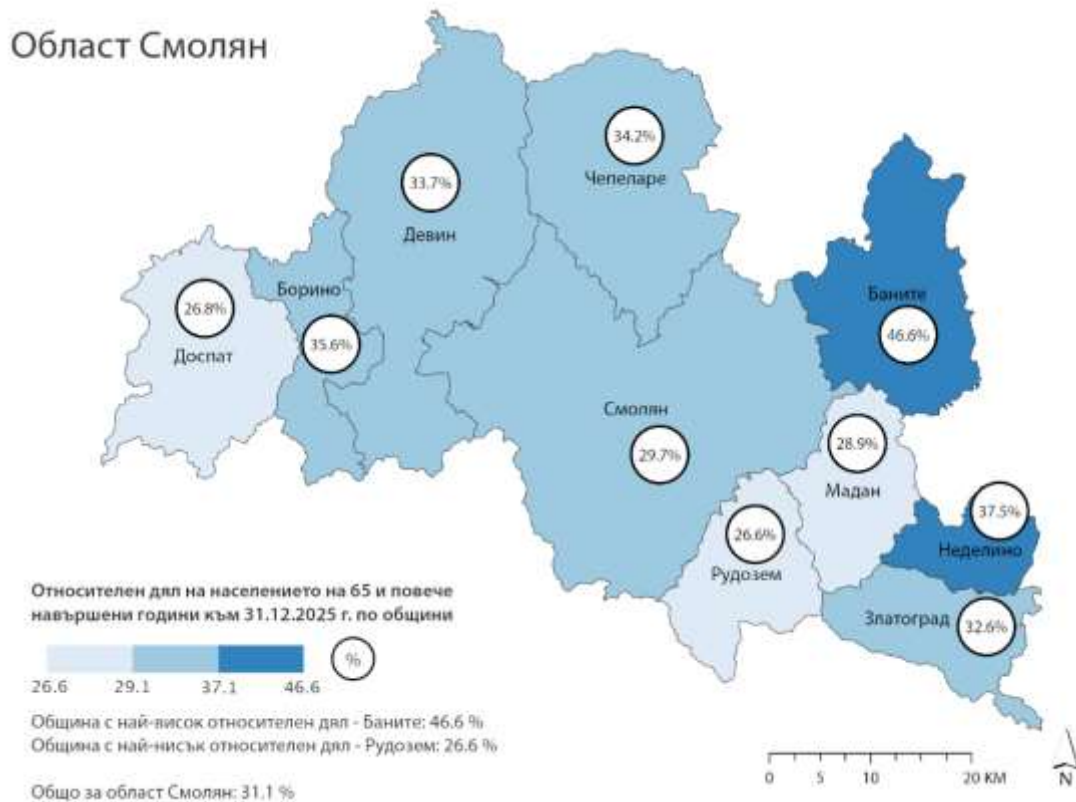 Област Смолян
34.2%
Чепеларе
33.7%
Девин
Борино
26.8%
35.6%
Доспат
Баните
46.6%
Смолян
29.7%
28.9%
Мадан
37.5%
Неделино
26.6%
Рудозем
Златоград
32.6%
Относителен дял на населението на 65 и повече
навършени години към 31.12.2025 г. по общини
%
26.6 29.1 37.1 46.6
Община с най-висок относителен дял - Баните: 46.6 %
Община с най-нисък относителен дял - Рудозем: 26.6 %
Общо за област Смолян: 31.1 %
0 5 10 20 КМ
N